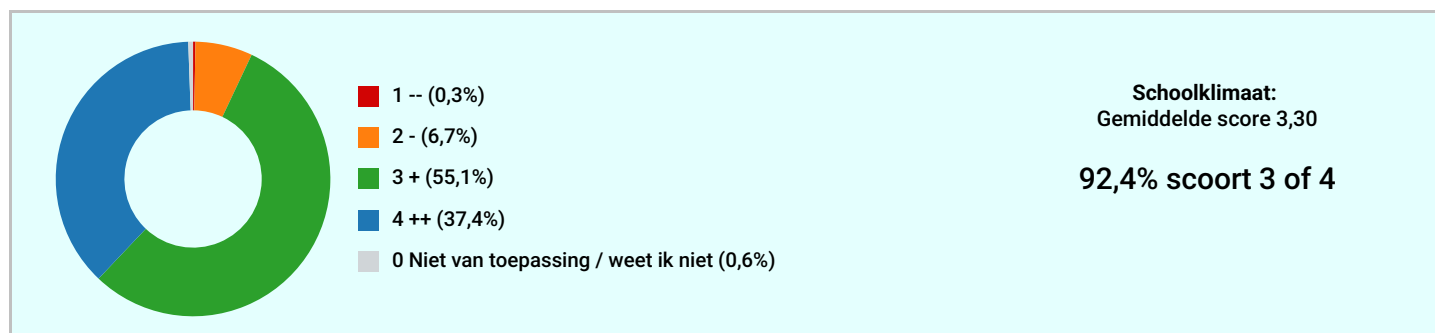 1 -- (0,3%)
2 - (6,7%)
3 + (55,1%)
4 ++ (37,4%)
0 Niet van toepassing / weet ik niet (0,6%)
Schoolklimaat:
Gemiddelde score 3,30
92,4% scoort 3 of 4